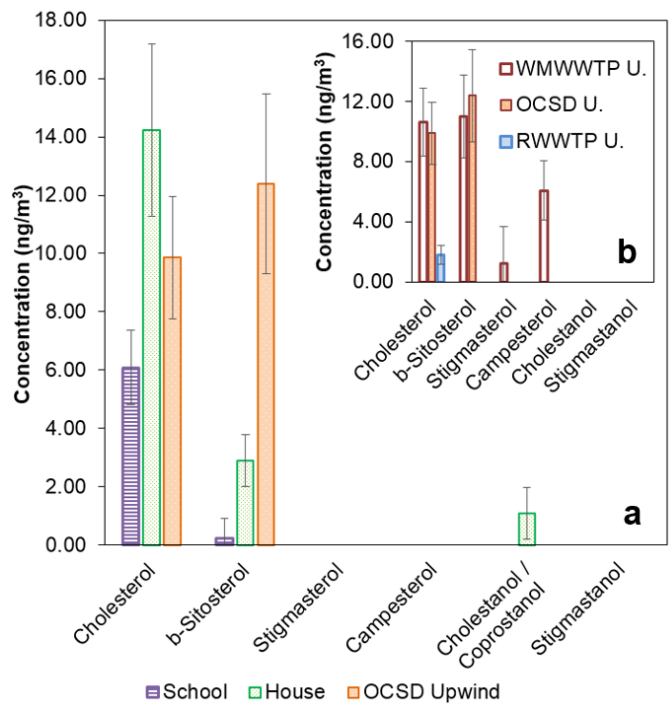 18.00
16.00
14.00
12.00
10.00
8.00
6.00
4.00
2.00
0.00
Concentration (ng/m³)
Cholesterol
b-Sitosterol
Stigmasterol
Campesterol
Cholestanol /
Coprostanol
Stigmastanol
a
School
House
OCSD Upwind
16.00
12.00
8.00
4.00
0.00
Concentration (ng/m³)
WMWWTP U.
OCSD U.
RWWTP U.
Cholesterol
b-Sitosterol
Stigmasterol
Campesterol
Cholestanol
Stigmastanol
b